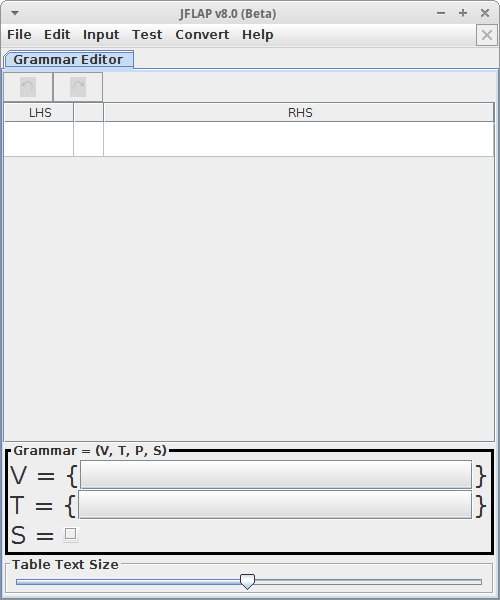 JFLAP v8.0 (Beta)
File Edit Input Test Convert Help
Grammar Editor
LHS RHS
Grammar = (V, T, P, S)
V = { }
T = { }
S =
Table Text Size